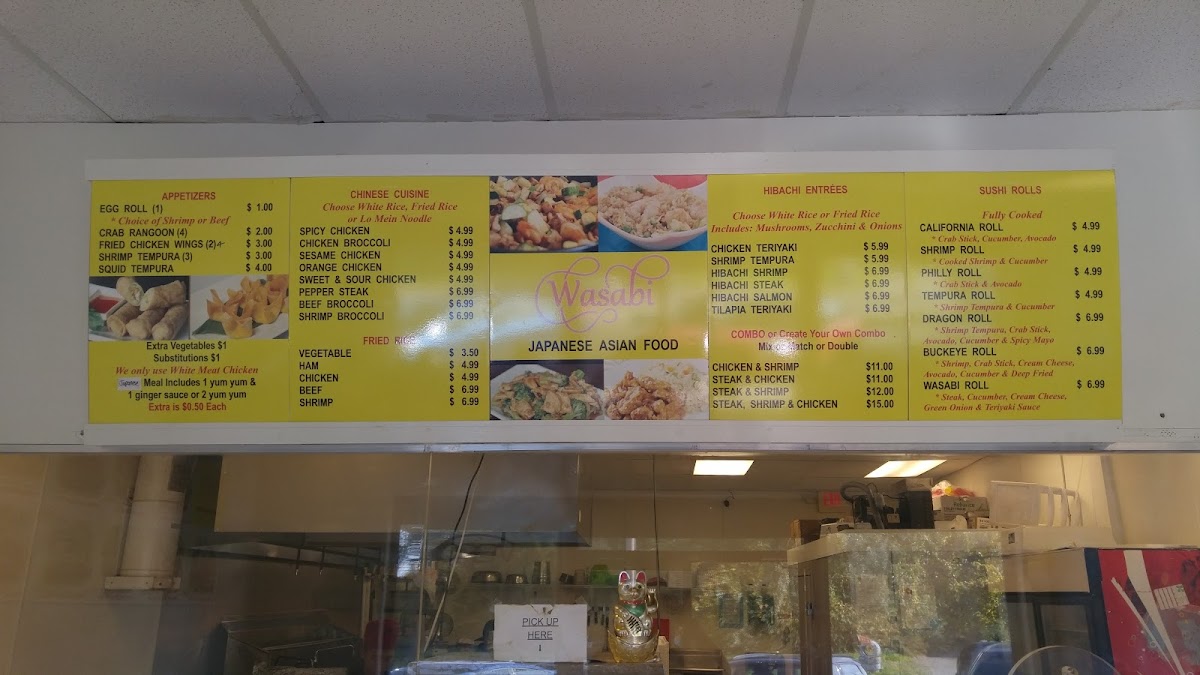 APPETIZERS
EGG ROLL (1) $ 1.00
* Choice of Shrimp or Beef
CRAB RANGOON (4) $ 2.00
FRIED CHICKEN WINGS (2) $ 3.00
SHRIMP TEMPURA (3) $ 3.00
SQUID TEMPURA $ 4.00
Extra Vegetables $1
Substitutions $1
We only use White Meat Chicken
Meal Includes 1 yum yum &
1 ginger sauce or 2 yum yum
Extra is $0.50 Each
CHINESE CUISINE
Choose White Rice, Fried Rice
or Lo Mein Noodle
SPICY CHICKEN $ 4.99
CHICKEN BROCCOLI $ 4.99
SESAME CHICKEN $ 4.99
ORANGE CHICKEN $ 4.99
SWEET & SOUR CHICKEN $ 4.99
PEPPER STEAK $ 6.99
BEEF BROCCOLI $ 6.99
SHRIMP BROCCOLI $ 6.99
FRIED RICE
VEGETABLE $ 3.50
HAM $ 4.99
CHICKEN $ 4.99
BEEF $ 6.99
SHRIMP $ 6.99
Wasabi
JAPANESE ASIAN FOOD
HIBACHI ENTRÉES
Choose White Rice or Fried Rice
Includes: Mushrooms, Zucchini & Onions
CHICKEN TERIYAKI $ 5.99
SHRIMP TEMPURA $ 5.99
HIBACHI SHRIMP $ 6.99
HIBACHI STEAK $ 6.99
HIBACHI SALMON $ 6.99
TILAPIA TERIYAKI $ 6.99
COMBO or Create Your Own Combo
Mix or Match or Double
CHICKEN & SHRIMP $11.00
STEAK & CHICKEN $11.00
STEAK & SHRIMP $12.00
STEAK, SHRIMP & CHICKEN $15.00
SUSHI ROLLS
Fully Cooked
CALIFORNIA ROLL $ 4.99
* Crab Stick, Cucumber, Avocado
SHRIMP ROLL $ 4.99
* Cooked Shrimp & Cucumber
PHILLY ROLL $ 4.99
* Crab Stick & Avocado
TEMPURA ROLL $ 4.99
* Shrimp Tempura & Cucumber
DRAGON ROLL $ 6.99
* Shrimp Tempura, Crab Stick,
Avocado, Cucumber & Spicy Mayo
BUCKEYE ROLL $ 6.99
* Shrimp, Crab Stick, Cream Cheese,
Avocado, Cucumber & Deep Fried
WASABI ROLL $ 6.99
* Steak, Cucumber, Cream Cheese,
Green Onion & Teriyaki Sauce
PICK UP
HERE